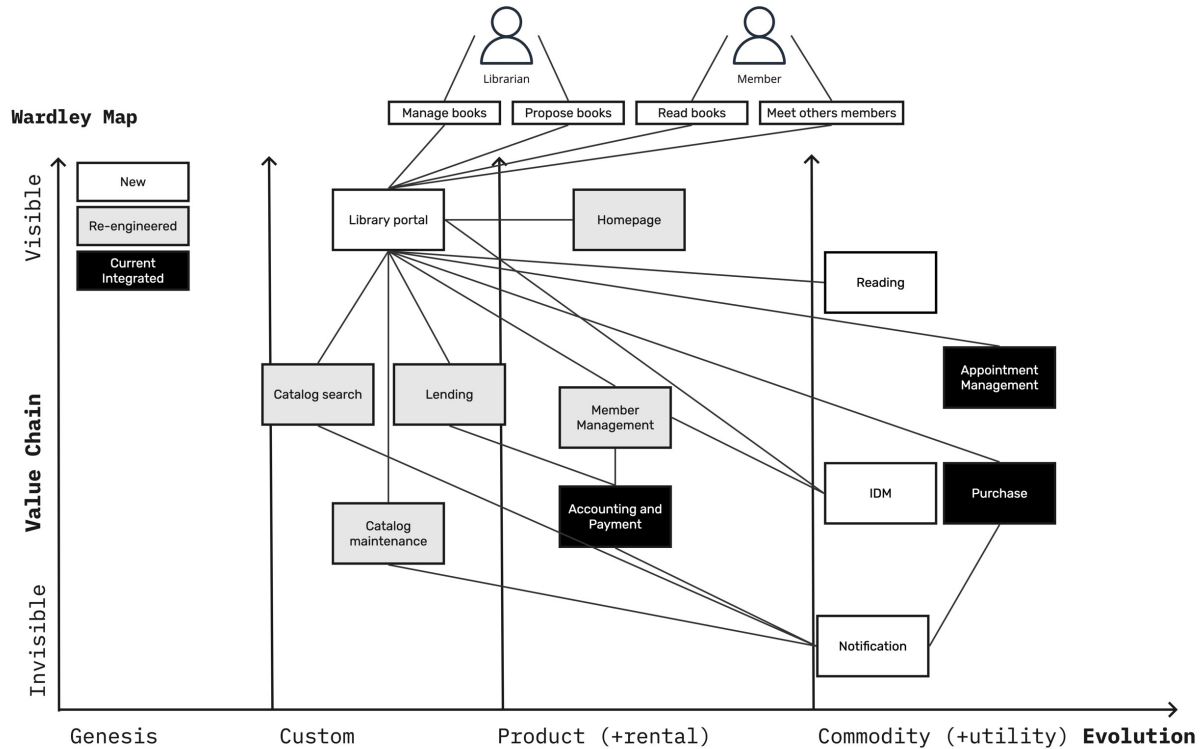 Librarian
Member
Manage books
Propose books
Read books
Meet others members
Wardley Map
Visible
New
Re-engineered
Current
Integrated
Library portal
Homepage
Reading
Appointment
Management
Catalog search
Lending
Member
Management
Value Chain
IDM
Purchase
Accounting and
Payment
Catalog
maintenance
Invisible
Notification
Genesis
Custom
Product (+rental)
Commodity (+utility)
Evolution